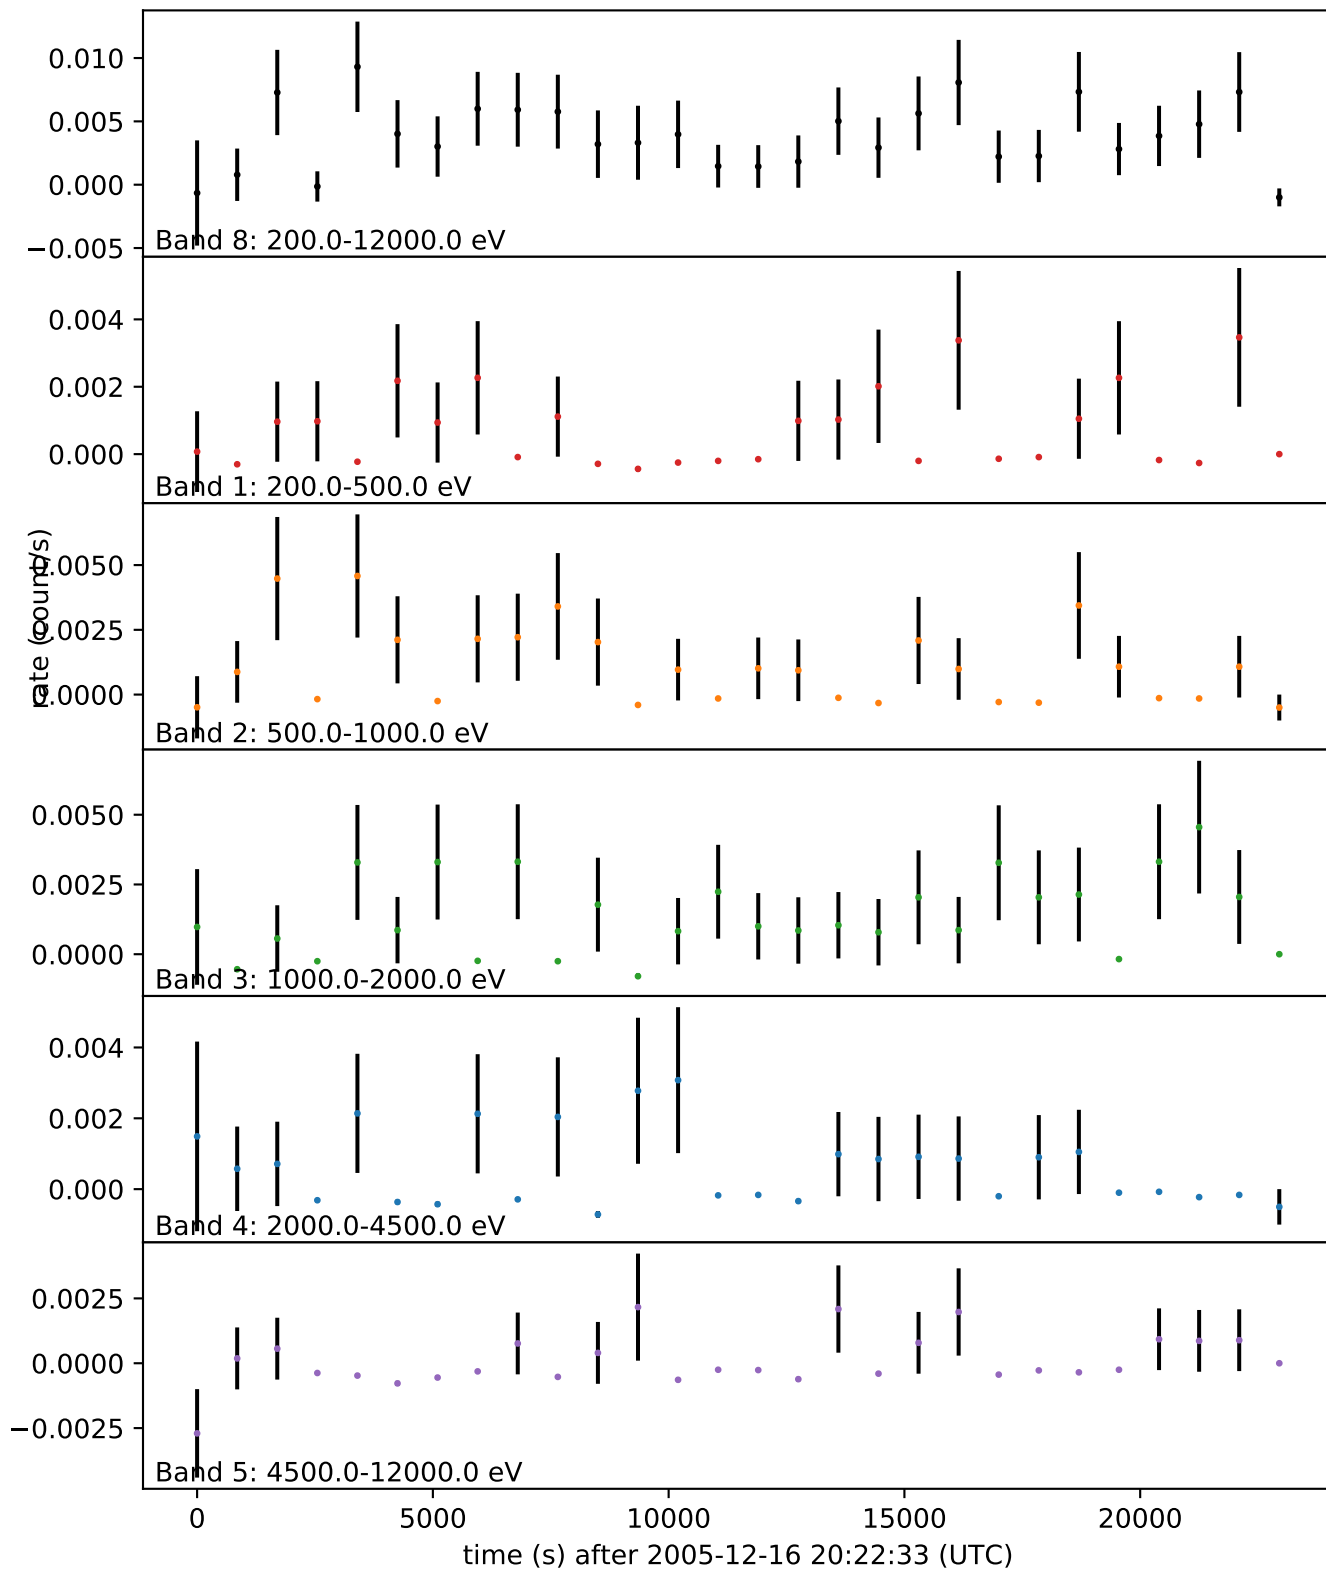 0.010
0.005
0.000
−0.005
Band 8: 200.0-12000.0 eV
0.004
0.002
0.000
Band 1: 200.0-500.0 eV
rate (count/s)
0.0050
0.0025
0.0000
Band 2: 500.0-1000.0 eV
0.0050
0.0025
0.0000
Band 3: 1000.0-2000.0 eV
0.004
0.002
0.000
Band 4: 2000.0-4500.0 eV
0.0025
0.0000
−0.0025
Band 5: 4500.0-12000.0 eV
0 5000 10000 15000 20000
time (s) after 2005-12-16 20:22:33 (UTC)